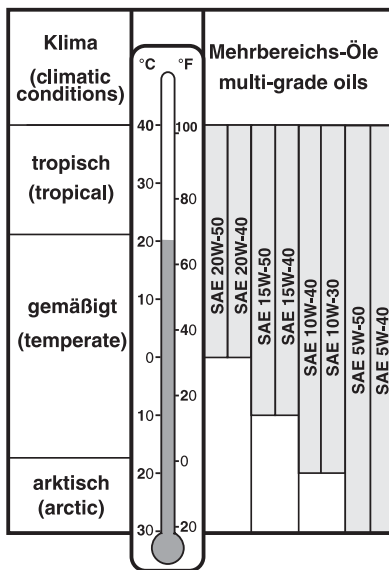 Klima
(climatic
conditions)
°C
°F
Mehrbereichs-Öle
multi-grade oils
40
100
tropisch
(tropical)
30
80
20
60
gemäßigt
(temperate)
10
40
0
20
10
0
20
arktisch
(arctic)
30
20
SAE 20W-50
SAE 20W-40
SAE 15W-50
SAE 15W-40
SAE 10W-40
SAE 10W-30
SAE 5W-50
SAE 5W-40